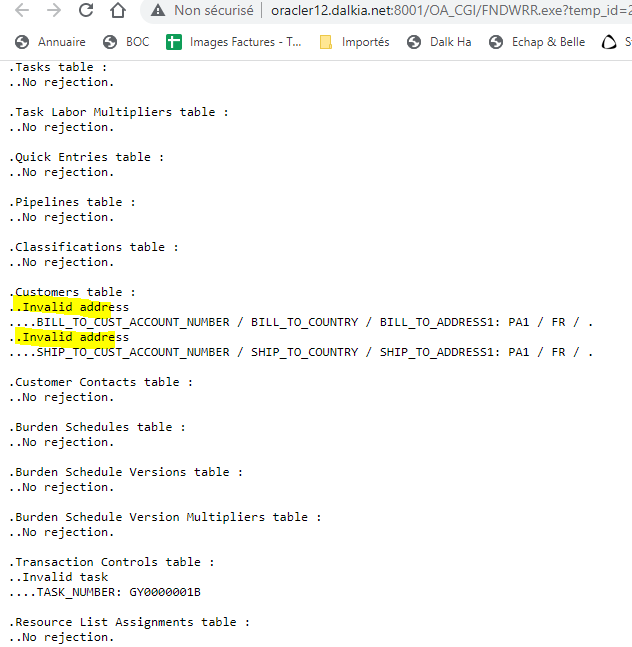 Non sécurisé | oracler12.dalkia.net:8001/OA_CGI/FNDWRR.exe?temp_id=2
Annuaire BOC Images Factures - T... Importés Dalk Ha Echap & Belle S
.Tasks table :
..No rejection.
.Task Labor Multipliers table :
..No rejection.
.Quick Entries table :
..No rejection.
.Pipelines table :
..No rejection.
.Classifications table :
..No rejection.
.Customers table :
..Invalid address
....BILL_TO_CUST_ACCOUNT_NUMBER / BILL_TO_COUNTRY / BILL_TO_ADDRESS1: PA1 / FR / .
..Invalid address
....SHIP_TO_CUST_ACCOUNT_NUMBER / SHIP_TO_COUNTRY / SHIP_TO_ADDRESS1: PA1 / FR / .
.Customer Contacts table :
..No rejection.
.Burden Schedules table :
..No rejection.
.Burden Schedule Versions table :
..No rejection.
.Burden Schedule Version Multipliers table :
..No rejection.
.Transaction Controls table :
..Invalid task
....TASK_NUMBER: GY0000001B
.Resource List Assignments table :
..No rejection.